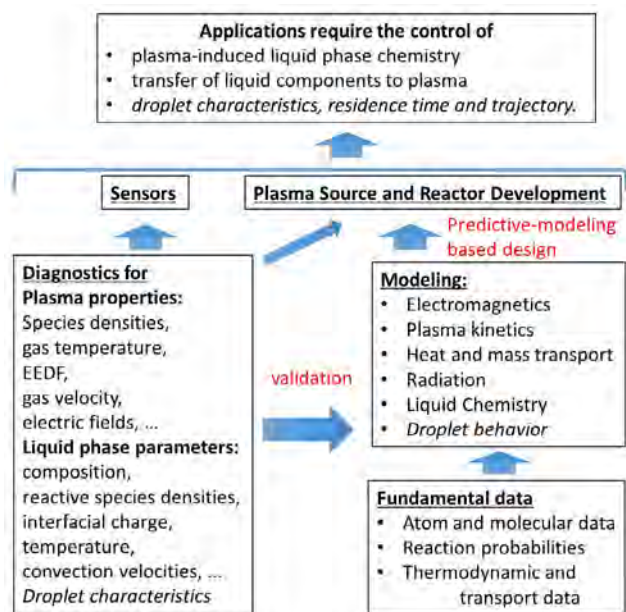 Applications require the control of
• plasma-induced liquid phase chemistry
• transfer of liquid components to plasma
• droplet characteristics, residence time and trajectory.
Sensors
Plasma Source and Reactor Development
Predictive-modeling
based design
Diagnostics for
Plasma properties:
Species densities,
gas temperature,
EEDF,
gas velocity,
electric fields, ...
Liquid phase parameters:
composition,
reactive species densities,
interfacial charge,
temperature,
convection velocities, ...
Droplet characteristics
validation
Modeling:
• Electromagnetics
• Plasma kinetics
• Heat and mass transport
• Radiation
• Liquid Chemistry
• Droplet behavior
Fundamental data
• Atom and molecular data
• Reaction probabilities
• Thermodynamic and
transport data